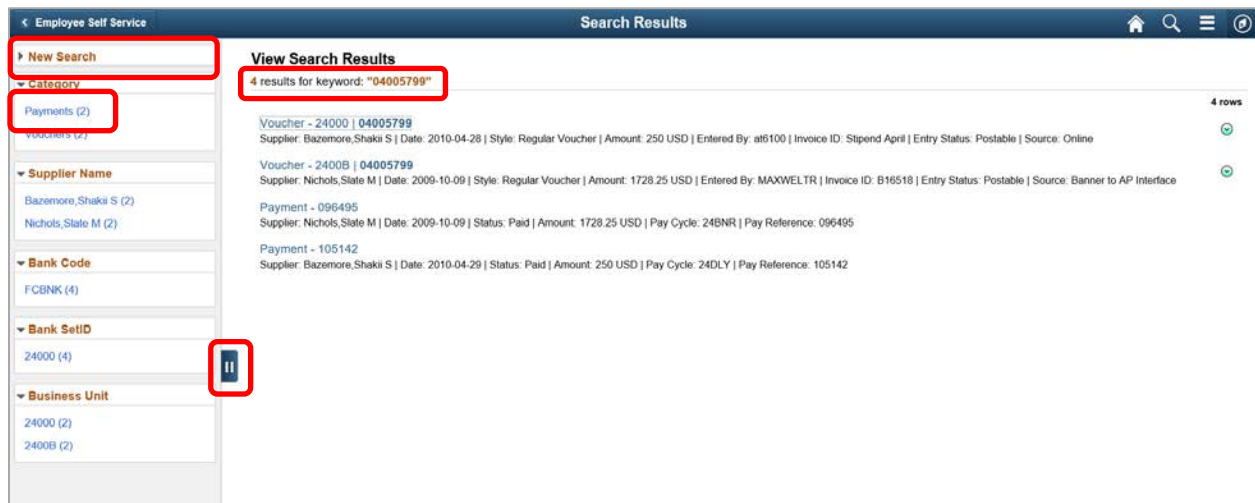 Employee Self Service
Search Results
New Search
Category
Payments (2)
Vouchers (2)
Supplier Name
Bazemore,Shakii S (2)
Nichols,Slate M (2)
Bank Code
FCBNK (4)
Bank SetID
24000 (4)
Business Unit
24000 (2)
2400B (2)
View Search Results
4 results for keyword: "04005799"
4 rows
Voucher - 24000 | 04005799
Supplier: Bazemore,Shakii S | Date: 2010-04-28 | Style: Regular Voucher | Amount: 250 USD | Entered By: at6100 | Invoice ID: Stipend April | Entry Status: Postable | Source: Online
Voucher - 2400B | 04005799
Supplier: Nichols,Slate M | Date: 2009-10-09 | Style: Regular Voucher | Amount: 1728.25 USD | Entered By: MAXWELTR | Invoice ID: B16518 | Entry Status: Postable | Source: Banner to AP Interface
Payment - 096495
Supplier: Nichols,Slate M | Date: 2009-10-09 | Status: Paid | Amount: 1728.25 USD | Pay Cycle: 24BNR | Pay Reference: 096495
Payment - 105142
Supplier: Bazemore,Shakii S | Date: 2010-04-29 | Status: Paid | Amount: 250 USD | Pay Cycle: 24DLY | Pay Reference: 105142